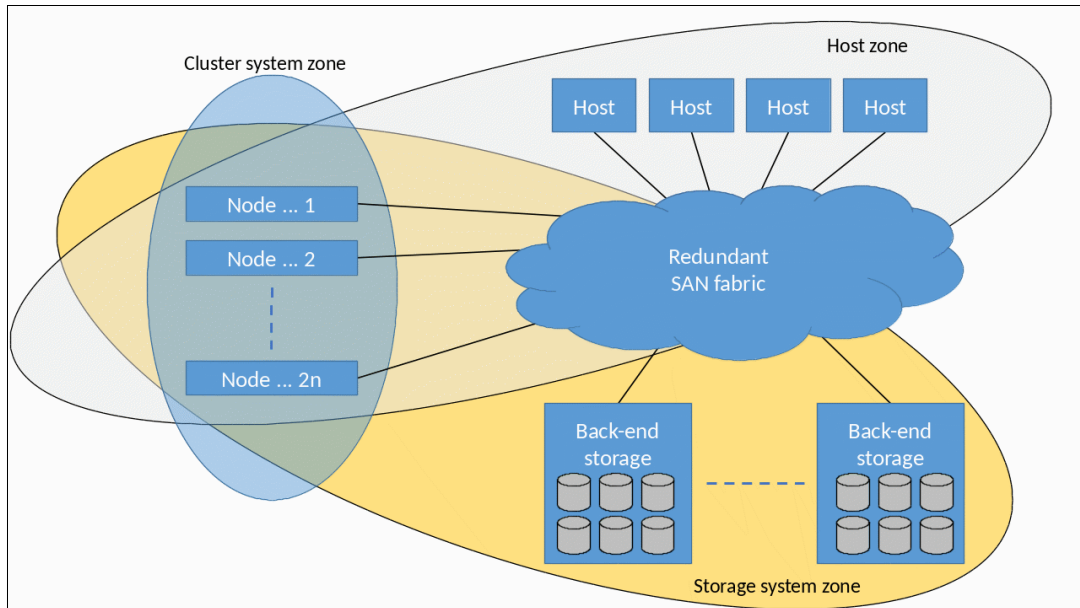 Host zone
Cluster system zone
Host
Host
Host
Host
Node ... 1
Node ... 2
Node ... 2n
Redundant
SAN fabric
Back-end
storage
Back-end
storage
Storage system zone